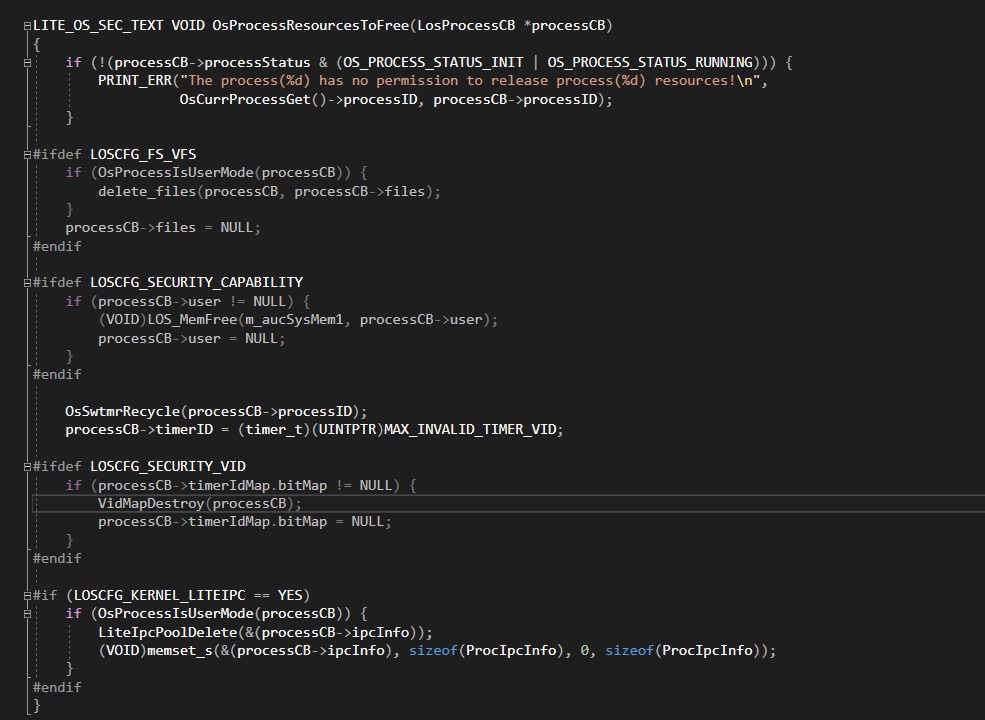 LITE_OS_SEC_TEXT VOID OsProcessResourcesToFree(LosProcessCB *processCB)
{
    if (!(processCB->processStatus & (OS_PROCESS_STATUS_INIT | OS_PROCESS_STATUS_RUNNING))) {
        PRINT_ERR("The process(%d) has no permission to release process(%d) resources!\n",
                  OsCurrProcessGet()->processID, processCB->processID);
    }
#ifdef LOSCFG_FS_VFS
    if (OsProcessIsUserMode(processCB)) {
        delete_files(processCB, processCB->files);
    }
    processCB->files = NULL;
#endif
#ifdef LOSCFG_SECURITY_CAPABILITY
    if (processCB->user != NULL) {
        (VOID)LOS_MemFree(m_aucSysMem1, processCB->user);
        processCB->user = NULL;
    }
#endif
    OsSwtmrRecycle(processCB->processID);
    processCB->timerID = (timer_t)(UINTPTR)MAX_INVALID_TIMER_VID;
#ifdef LOSCFG_SECURITY_VID
    if (processCB->timerIdMap.bitMap != NULL) {
        VidMapDestroy(processCB);
        processCB->timerIdMap.bitMap = NULL;
    }
#endif
#if (LOSCFG_KERNEL_LITEIPC == YES)
    if (OsProcessIsUserMode(processCB)) {
        LiteIpcPoolDelete(&(processCB->ipcInfo));
        (VOID)memset_s(&(processCB->ipcInfo), sizeof(ProcIpcInfo), 0, sizeof(ProcIpcInfo));
    }
#endif
}